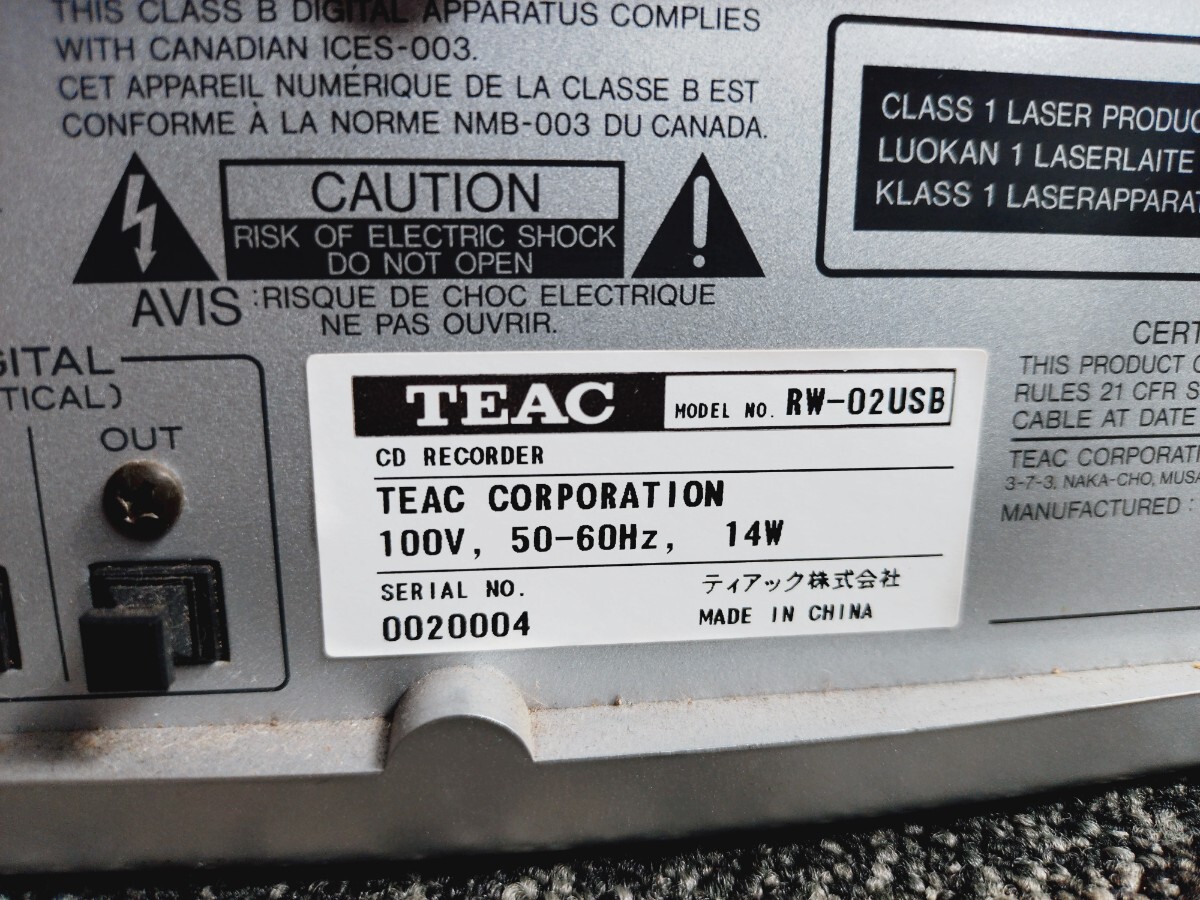 THIS CLASS B DIGITAL APPARATUS COMPLIES
WITH CANADIAN ICES-003.
CET APPAREIL NUMÉRIQUE DE LA CLASSE B EST
CONFORME À LA NORME NMB-003 DU CANADA.
CAUTION
RISK OF ELECTRIC SHOCK
DO NOT OPEN
AVIS :RISQUE DE CHOC ELECTRIQUE
NE PAS OUVRIR.
CLASS 1 LASER PRODUC
LUOKAN 1 LASERLAITE
KLASS 1 LASERAPPARAT
GITAL
TICAL)
OUT
TEAC MODEL NO. RW-02USB
CD RECORDER
TEAC CORPORATION
100V, 50-60Hz, 14W
SERIAL NO.
0020004
ティアック株式会社
MADE IN CHINA
CERT
THIS PRODUCT
RULES 21 CFR S
CABLE AT DATE
TEAC CORPORATI
3-7-3, NAKA-CHO, MUSA
MANUFACTURED :